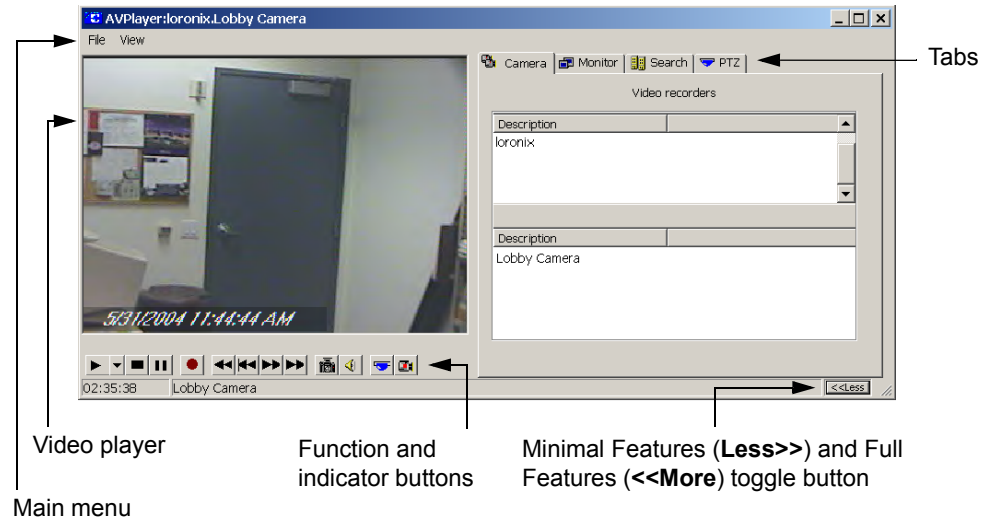 AVPlayer:loronix.Lobby Camera
File View
Tabs
Camera Monitor Search PTZ
Video recorders
Description
loronix
Description
Lobby Camera
5/31/2004 11:44:44 AM
02:35:38 Lobby Camera
<<Less
Video player
Function and
indicator buttons
Minimal Features (Less>>) and Full
Features (<<More) toggle button
Main menu